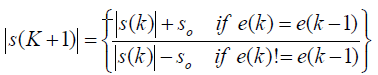 |s(K+1)| = { |s(k)| + s_o if e(k) = e(k−1)
|s(k)| − s_o if e(k)!= e(k−1) }